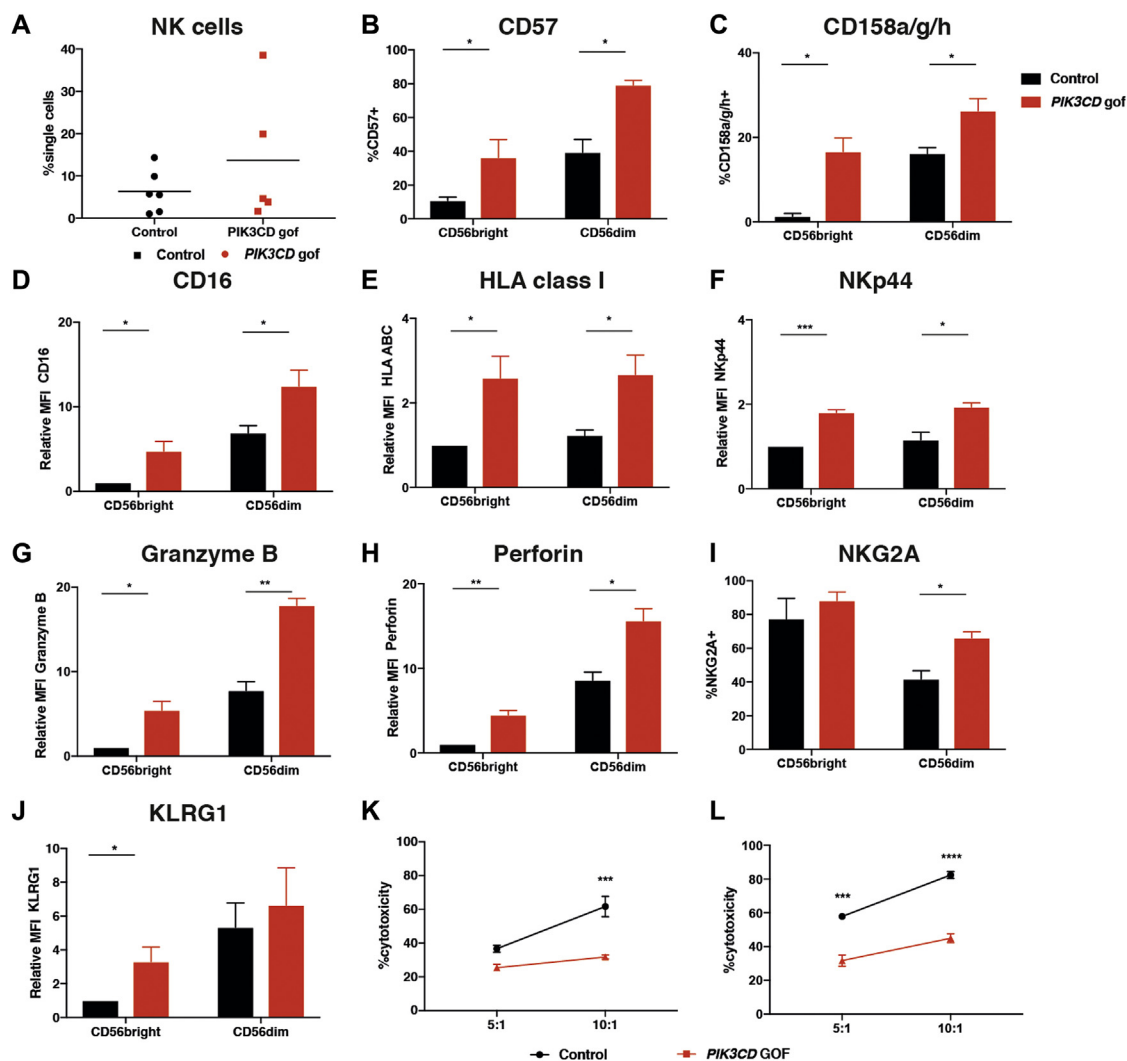 A NK cells
%single cells
60
40
20
0
Control PIK3CD gof
Control PIK3CD gof
B CD57
%CD57+
100
80
60
40
20
0
* *
CD56bright CD56dim
C CD158a/g/h
%CD158a/g/h+
40
20
0
* *
CD56bright CD56dim
Control
PIK3CD gof
D CD16
Relative MFI CD16
20
10
0
* *
CD56bright CD56dim
E HLA class I
Relative MFI HLA ABC
4
2
0
* *
CD56bright CD56dim
F NKp44
Relative MFI NKp44
4
2
0
*** *
CD56bright CD56dim
G Granzyme B
Relative MFI Granzyme B
20
10
0
* **
CD56bright CD56dim
H Perforin
Relative MFI Perforin
20
10
0
** *
CD56bright CD56dim
I NKG2A
%NKG2A+
100
80
60
40
20
0
*
CD56bright CD56dim
J KLRG1
Relative MFI KLRG1
10
8
6
4
2
0
*
CD56bright CD56dim
K
%cytotoxicity
100
80
60
40
20
0
***
5:1 10:1
L
%cytotoxicity
100
80
60
40
20
0
*** ****
5:1 10:1
Control PIK3CD GOF